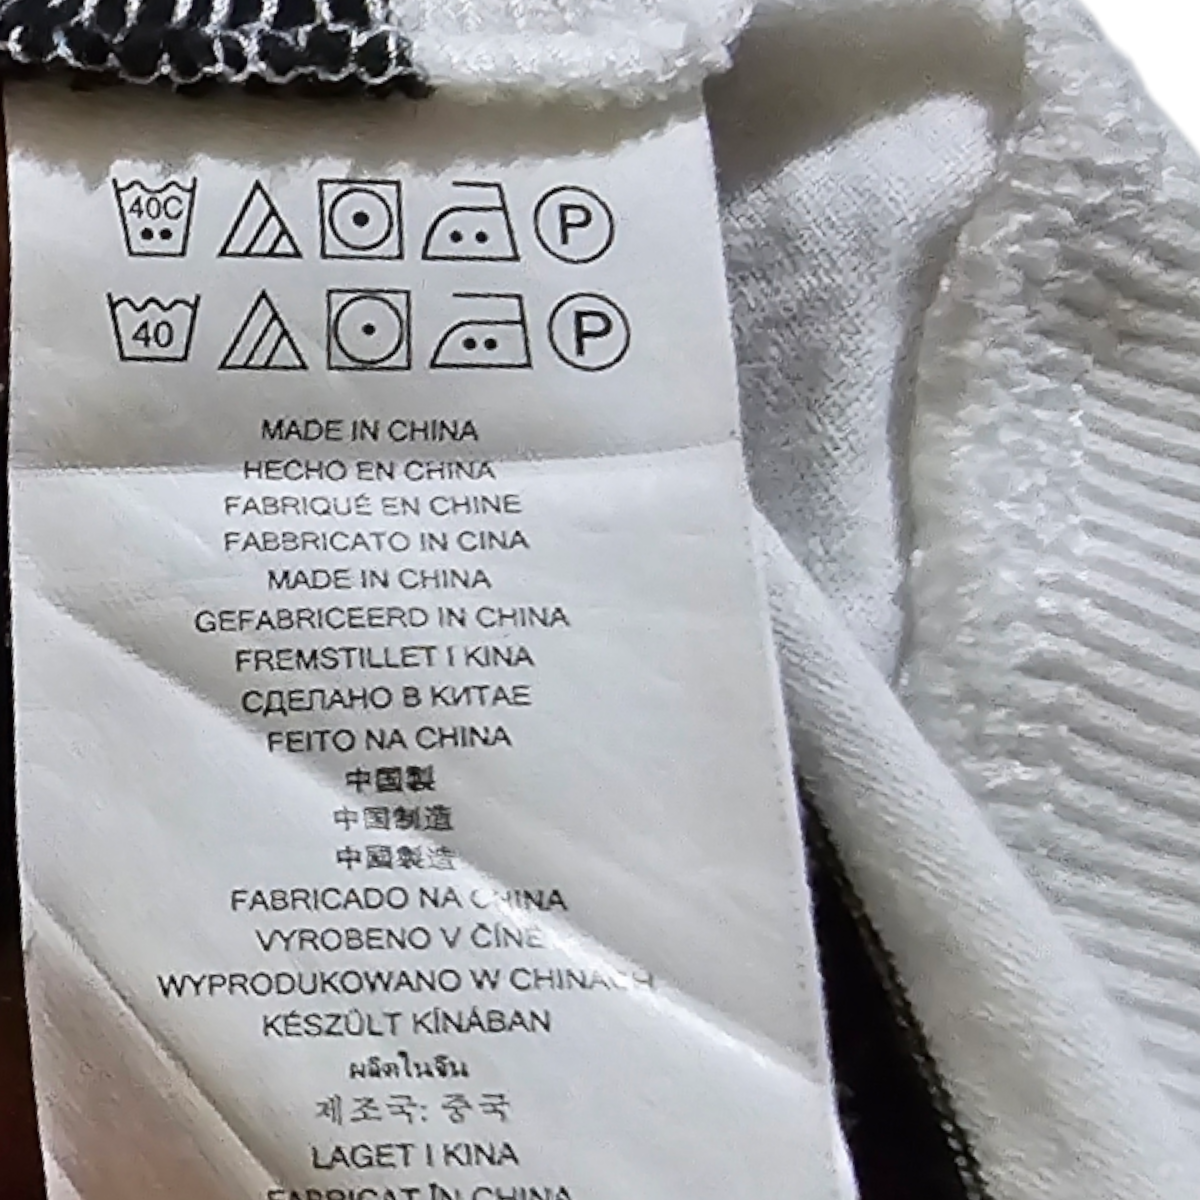 40C P
40 P
MADE IN CHINA
HECHO EN CHINA
FABRIQUÉ EN CHINE
FABBRICATO IN CINA
MADE IN CHINA
GEFABRICEERD IN CHINA
FREMSTILLET I KINA
СДЕЛАНО В КИТАЕ
FEITO NA CHINA
中国製
中国制造
中國製造
FABRICADO NA CHINA
VYROBENO V ČÍNE
WYPRODUKOWANO W CHINACH
KÉSZÜLT KÍNÁBAN
ผลิตในจีน
제조국: 중국
LAGET I KINA
FABRICAT ÎN CHINA